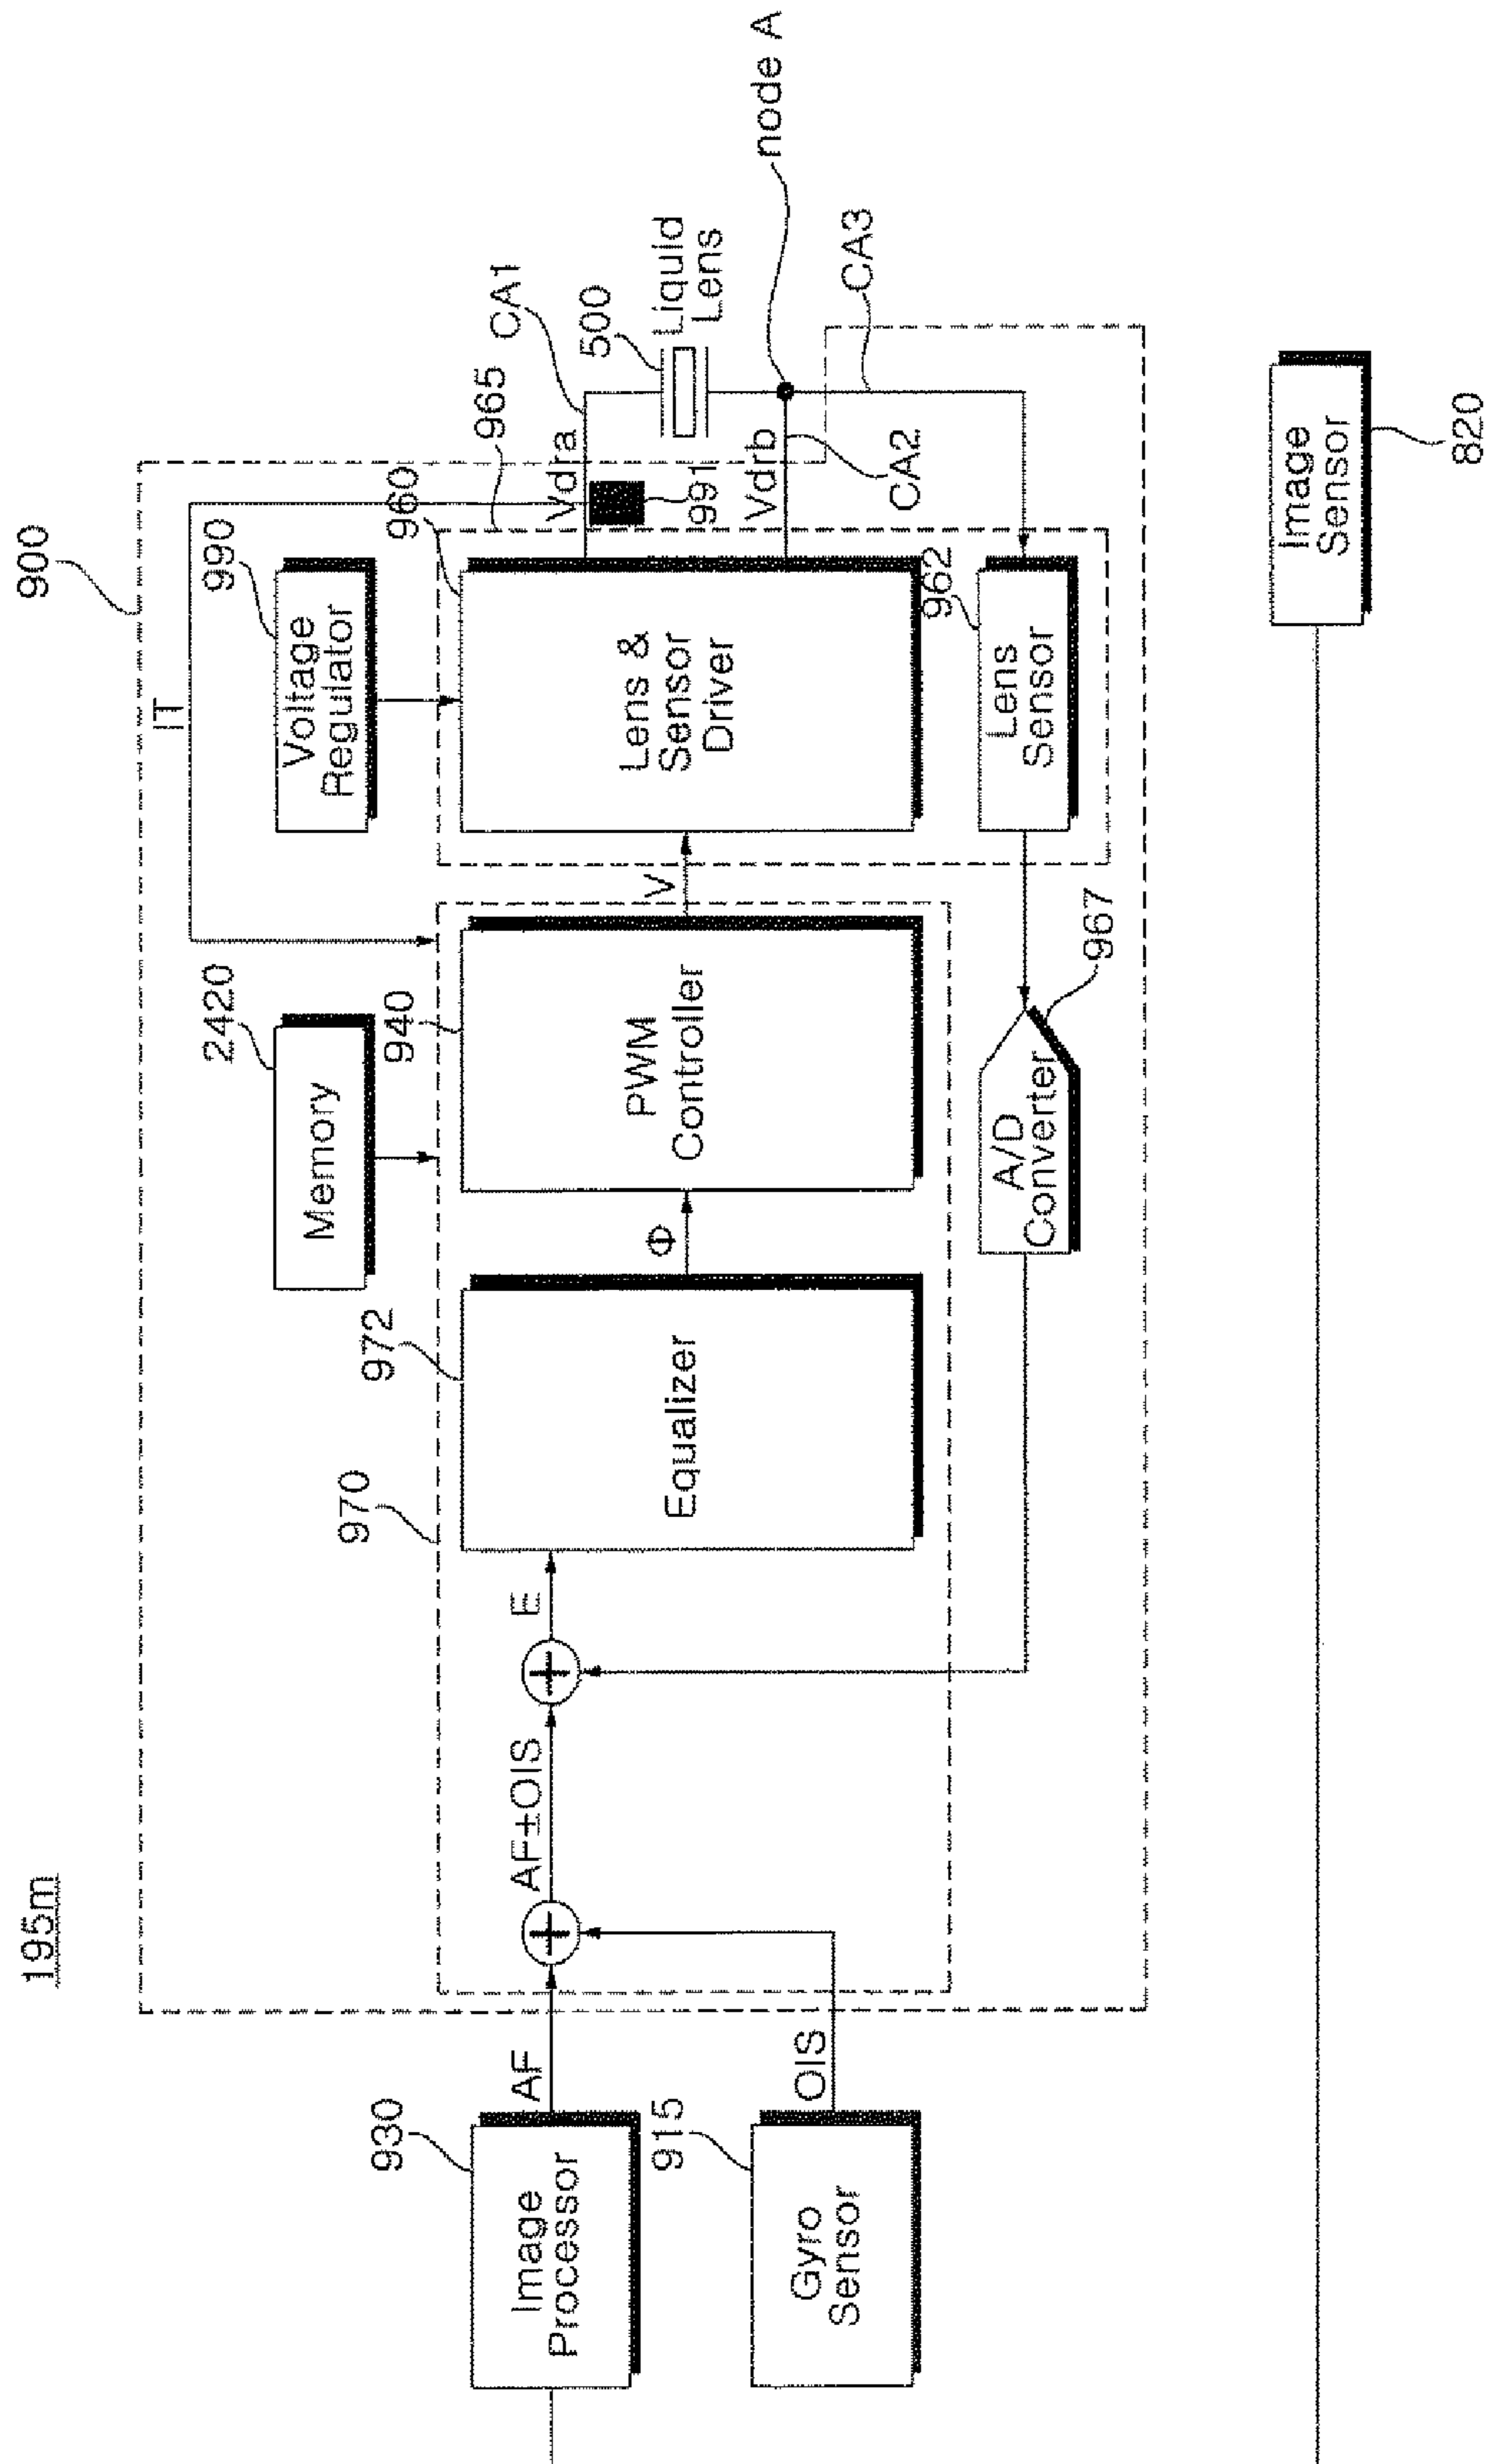 195m
900
IT
990
Voltage
Regulator
2420
Memory
960
965
CA1
500
Liquid
Lens
node A
Vdra
991
Vdrb
CA2
CA3
Lens &
Sensor
Driver
962
Lens
Sensor
V
940
PWM
Controller
Φ
972
Equalizer
970
E
AF±OIS
967
A/D
Converter
930
AF
Image
Processor
915
OIS
Gyro
Sensor
Image
Sensor
820